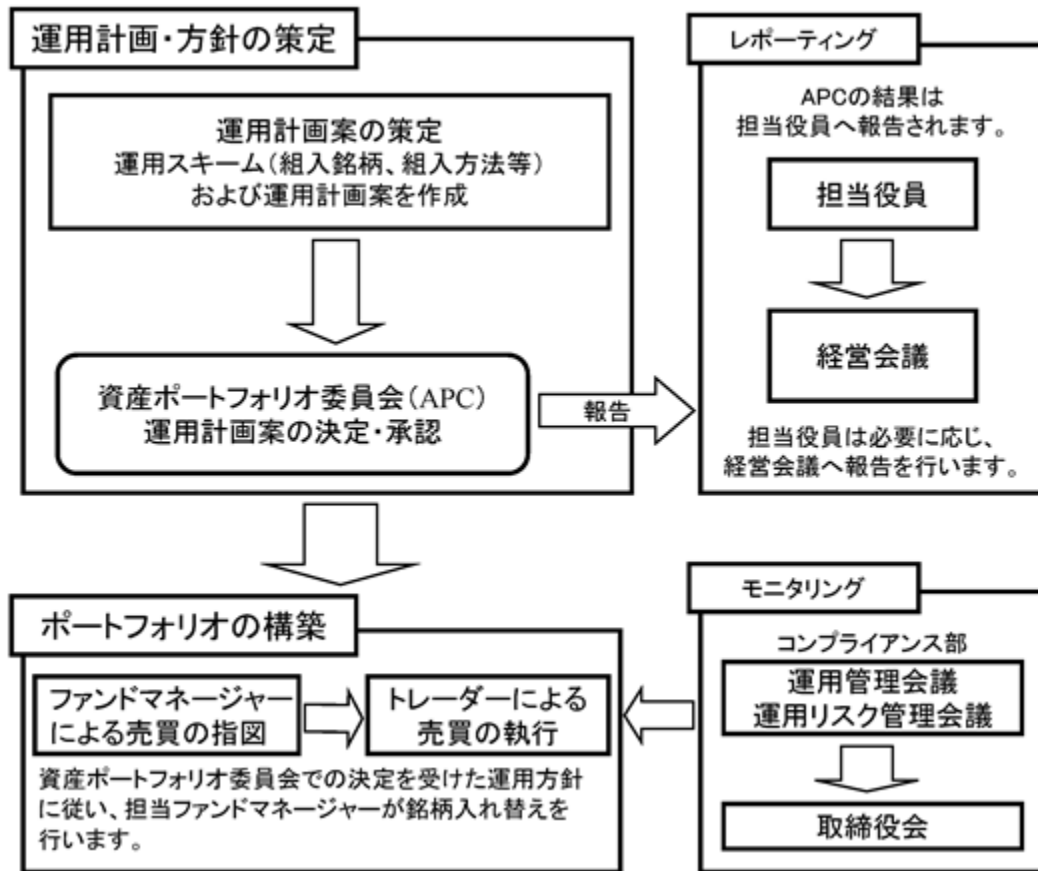 運用計画・方針の策定
運用計画案の策定
運用スキーム（組入銘柄、組入方法等）
および運用計画案を作成
資産ポートフォリオ委員会（APC）
運用計画案の決定・承認
報告
レポーティング
APCの結果は
担当役員へ報告されます。
担当役員
経営会議
担当役員は必要に応じ、
経営会議へ報告を行います。
ポートフォリオの構築
ファンドマネージャー
による売買の指図
トレーダーによる
売買の執行
資産ポートフォリオ委員会での決定を受けた運用方針
に従い、担当ファンドマネージャーが銘柄入れ替えを
行います。
モニタリング
コンプライアンス部
運用管理会議
運用リスク管理会議
取締役会